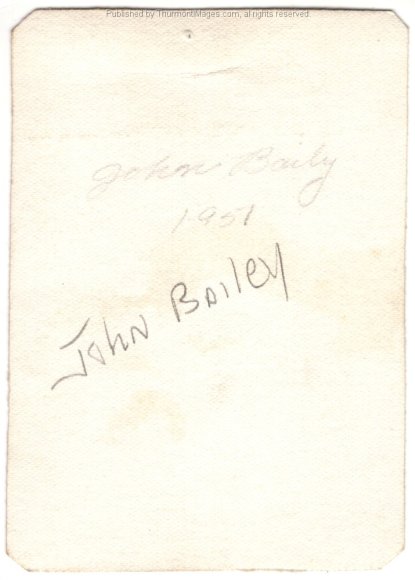 Published by ThurmontImages.com, all rights reserved.
John Baily
1951
John Bailey